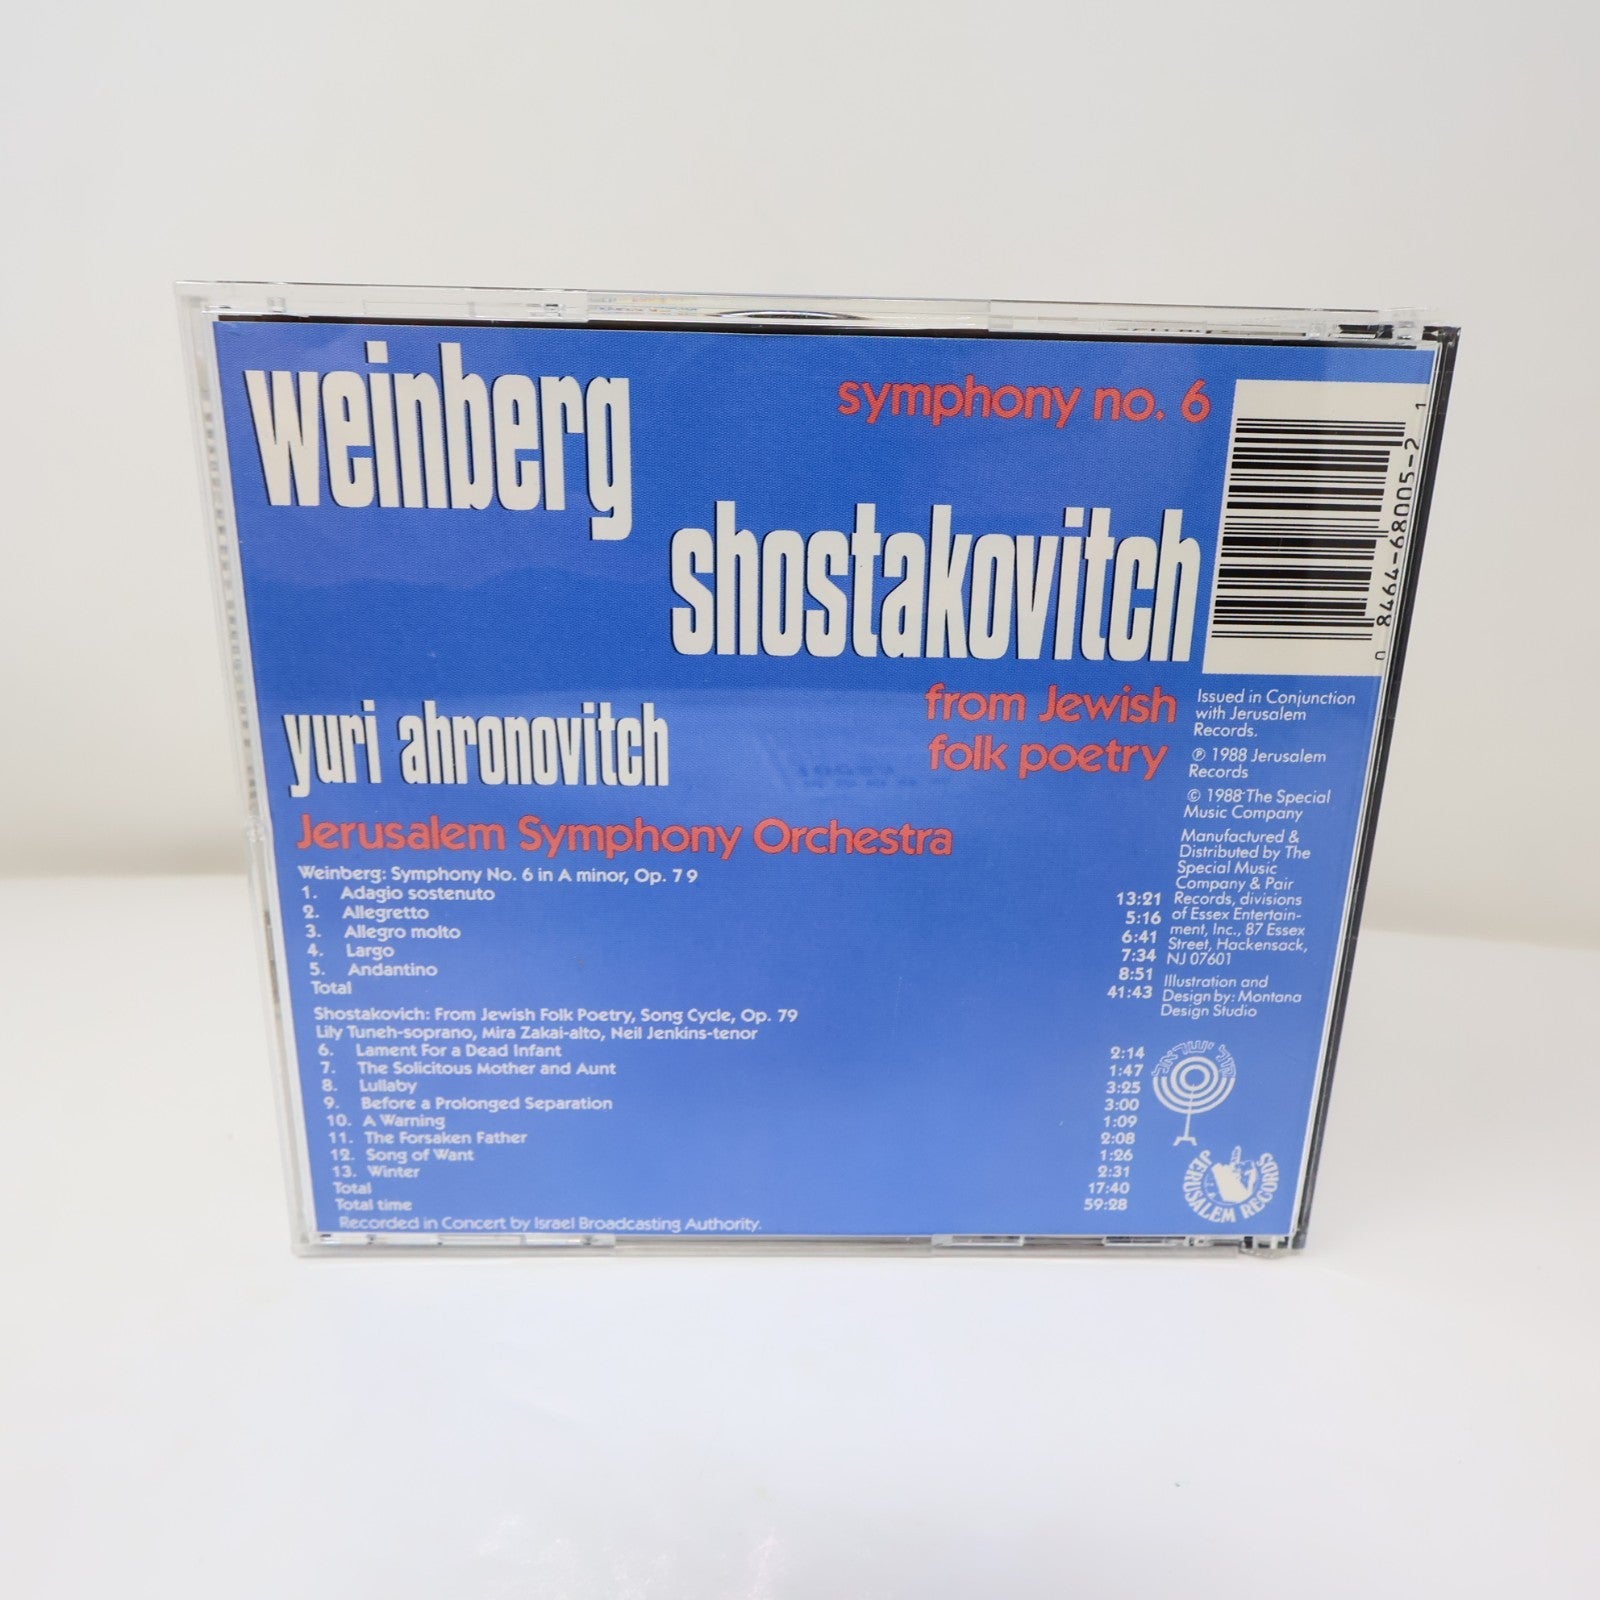 weinberg
symphony no. 6
shostakovitch
from Jewish
folk poetry
yuri ahronovitch
Jerusalem Symphony Orchestra
Weinberg: Symphony No. 6 in A minor, Op. 79
1. Adagio sostenuto 13:21
2. Allegretto 5:16
3. Allegro molto 6:41
4. Largo 7:34
5. Andantino 8:51
Total 41:43
Shostakovich: From Jewish Folk Poetry, Song Cycle, Op. 79
Lily Tuneh-soprano, Mira Zakai-alto, Neil Jenkins-tenor
6. Lament For a Dead Infant 2:14
7. The Solicitous Mother and Aunt 1:47
8. Lullaby 3:25
9. Before a Prolonged Separation 3:00
10. A Warning 1:09
11. The Forsaken Father 2:08
12. Song of Want 1:26
13. Winter 2:31
Total 17:40
Total time 59:28
Recorded in Concert by Israel Broadcasting Authority.
0 8464-68005-2 1
Issued in Conjunction
with Jerusalem
Records.
℗ 1988 Jerusalem
Records
© 1988 The Special
Music Company
Manufactured &
Distributed by The
Special Music
Company & Pair
Records, divisions
of Essex Entertain-
ment, Inc., 87 Essex
Street, Hackensack,
NJ 07601
Illustration and
Design by: Montana
Design Studio
קול ישראל
JERUSALEM RECORDS